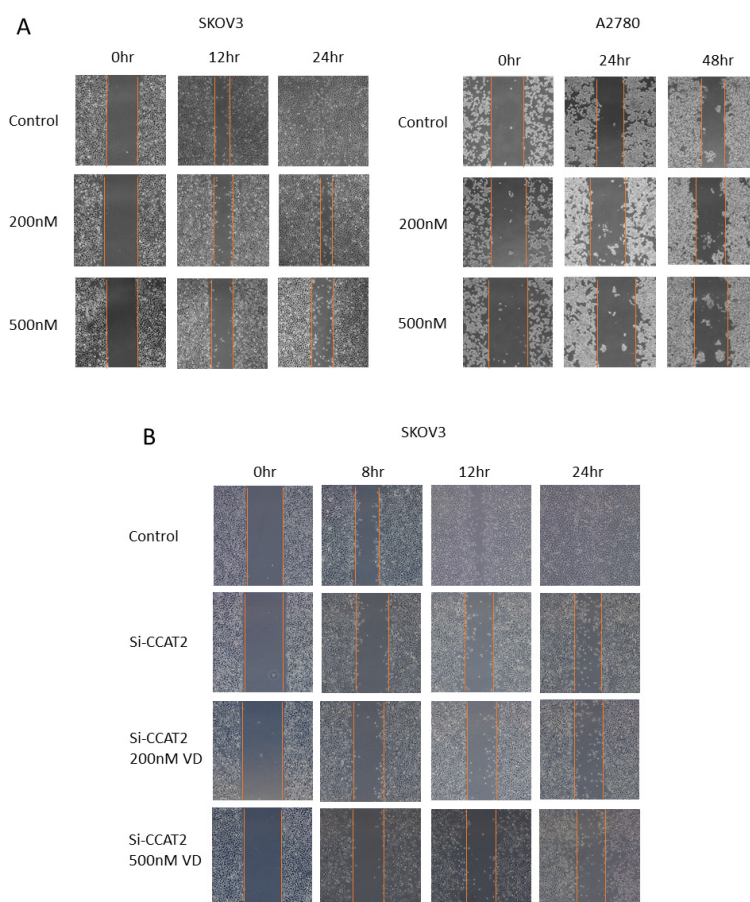 A
SKOV3
A2780
0hr 12hr 24hr
0hr 24hr 48hr
Control
Control
200nM
200nM
500nM
500nM
B
SKOV3
0hr 8hr 12hr 24hr
Control
Si-CCAT2
Si-CCAT2
200nM VD
Si-CCAT2
500nM VD